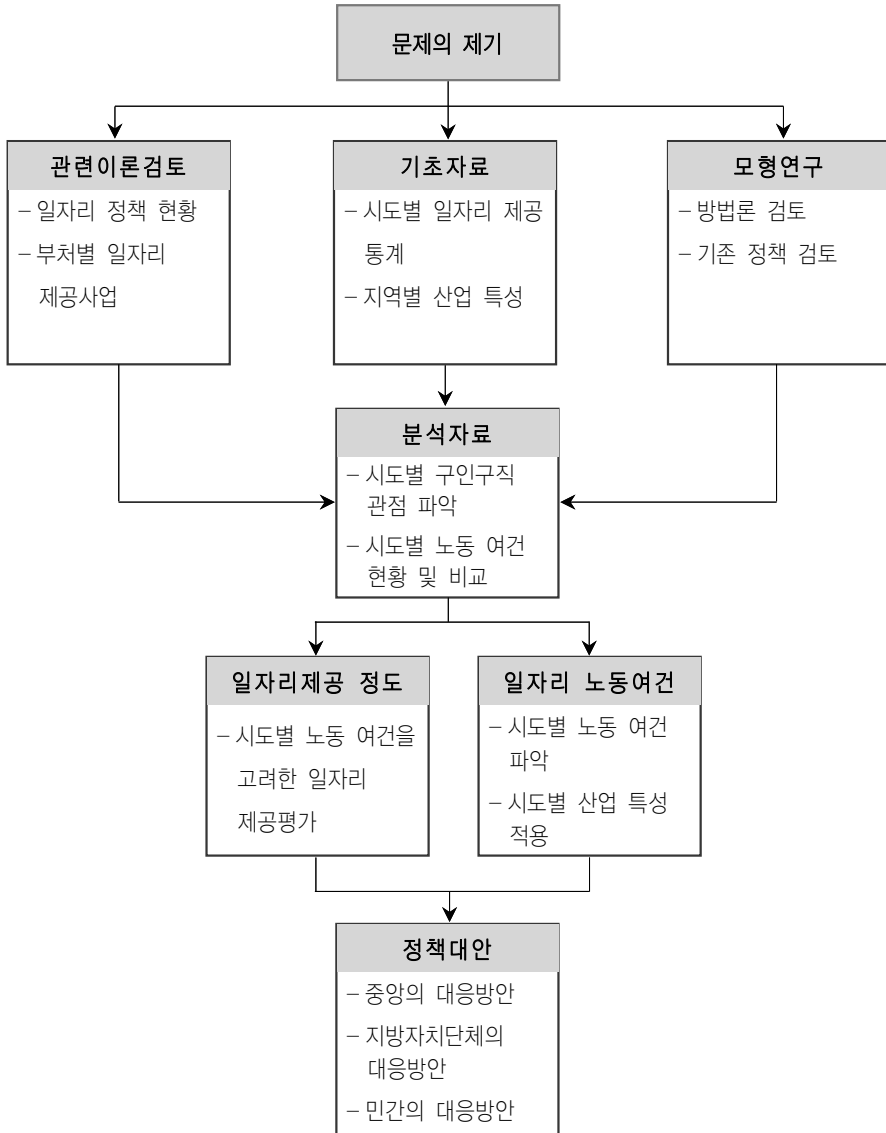 문제의 제기
관련이론검토
– 일자리 정책 현황
– 부처별 일자리
제공사업
기초자료
– 시도별 일자리 제공
통계
– 지역별 산업 특성
모형연구
– 방법론 검토
– 기존 정책 검토
분석자료
– 시도별 구인구직
관점 파악
– 시도별 노동 여건
현황 및 비교
일자리제공 정도
– 시도별 노동 여건을
고려한 일자리
제공평가
일자리 노동여건
– 시도별 노동 여건
파악
– 시도별 산업 특성
적용
정책대안
– 중앙의 대응방안
– 지방자치단체의
대응방안
– 민간의 대응방안